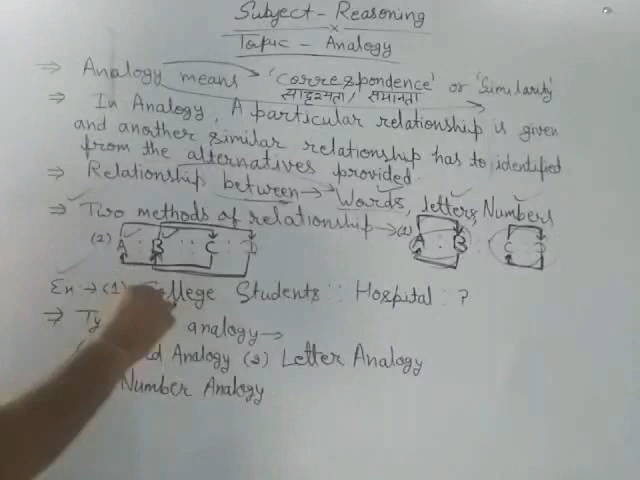 Subject - Reasoning
×
Topic - Analogy
⇒ Analogy means 'correspondence' or 'Similarity'
सादृश्यता / समानता
⇒ In Analogy, A particular relationship is given
and another similar relationship has to identified
from the alternatives provided.
⇒ Relationship between → Words, letters, Numbers
⇒ Two methods of relationship → (1) A : B :: C : D
(2) A : B :: C : D
Ex → (1) College Students :: Hospital : ?
⇒ Ty analogy →
Analogy (2) Letter Analogy
Number Analogy